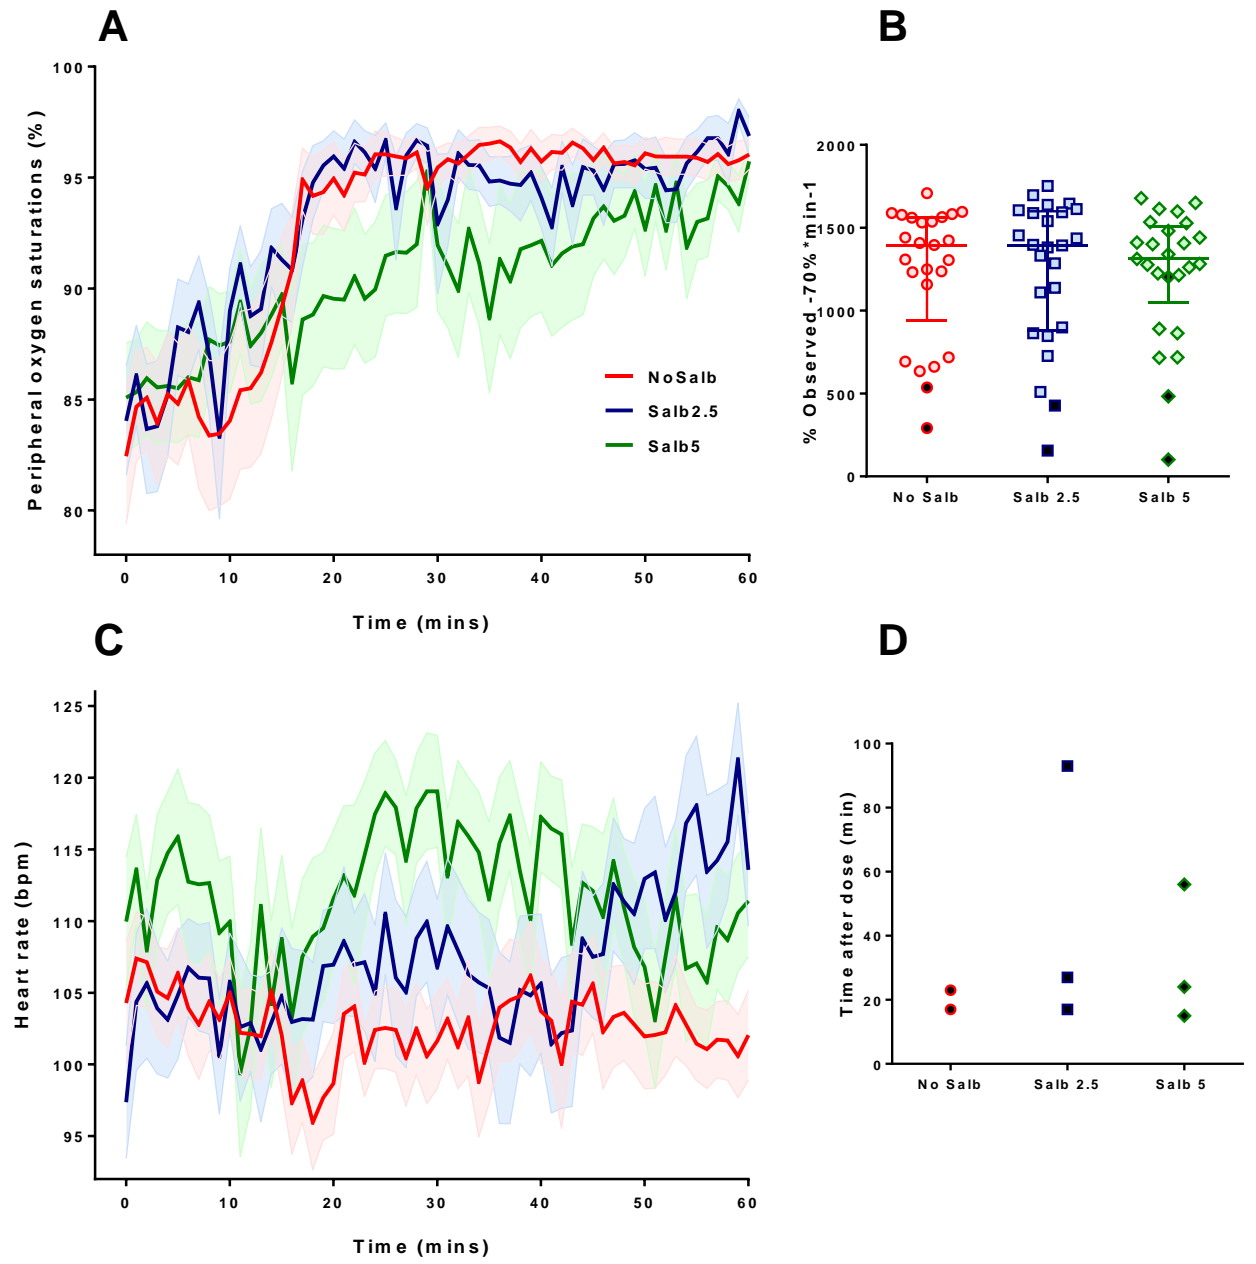 A
Peripheral oxygen saturations (%)
100
95
90
85
80
NoSalb
Salb2.5
Salb5
0 10 20 30 40 50 60
Time (mins)
B
% Observed -70%*min-1
2000
1500
1000
500
0
No Salb Salb 2.5 Salb 5
C
Heart rate (bpm)
125
120
115
110
105
100
95
0 10 20 30 40 50 60
Time (mins)
D
Time after dose (min)
100
80
60
40
20
0
No Salb Salb 2.5 Salb 5